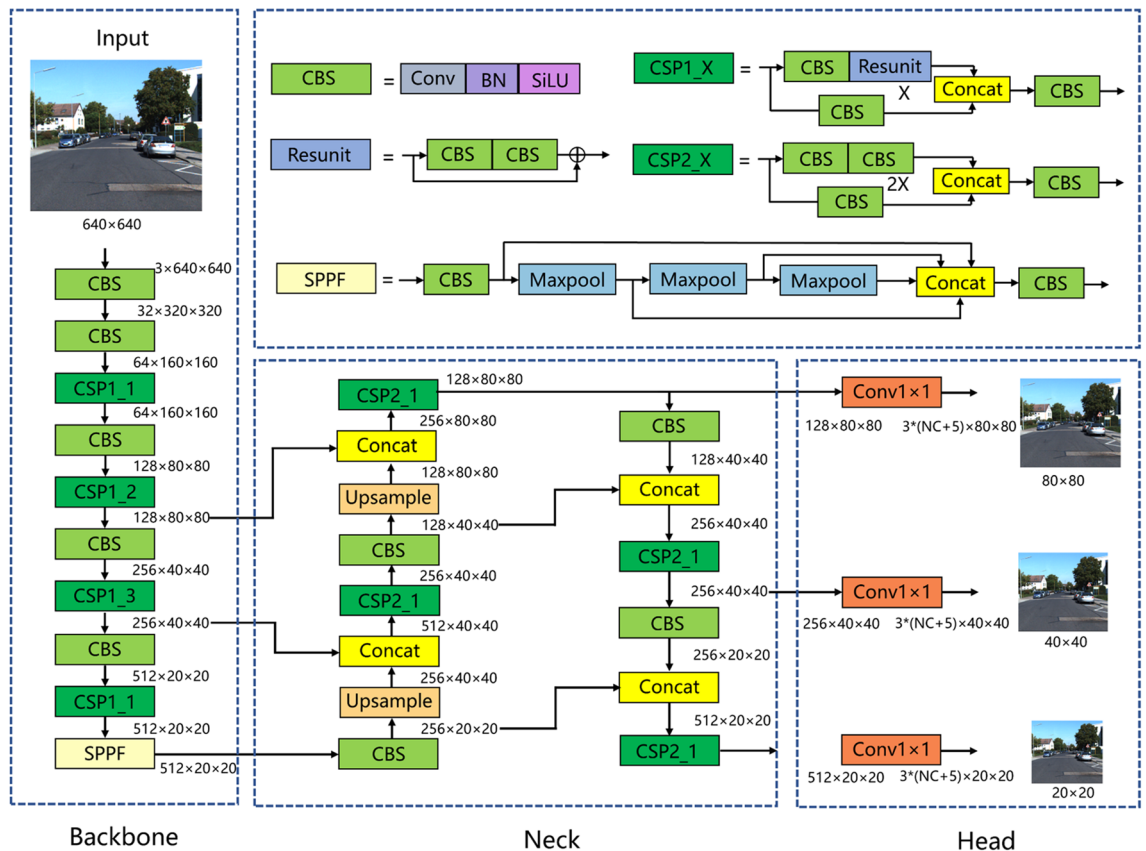 Input
640×640
CBS
3×640×640
32×320×320
CBS
64×160×160
CSP1_1
64×160×160
CBS
128×80×80
CSP1_2
128×80×80
CBS
256×40×40
CSP1_3
256×40×40
CBS
512×20×20
CSP1_1
512×20×20
SPPF
512×20×20
Backbone
CBS = Conv BN SiLU
CSP1_X = CBS Resunit X CBS Concat CBS
Resunit = CBS CBS
CSP2_X = CBS CBS 2X CBS Concat CBS
SPPF = CBS Maxpool Maxpool Maxpool Concat CBS
CSP2_1
128×80×80
256×80×80
Concat
128×80×80
Upsample
128×40×40
CBS
256×40×40
CSP2_1
512×40×40
Concat
256×40×40
Upsample
256×20×20
CBS
CBS
128×40×40
Concat
256×40×40
CSP2_1
256×40×40
CBS
256×20×20
Concat
512×20×20
CSP2_1
Neck
Conv1×1
128×80×80 3*(NC+5)×80×80
80×80
Conv1×1
256×40×40 3*(NC+5)×40×40
40×40
Conv1×1
512×20×20 3*(NC+5)×20×20
20×20
Head